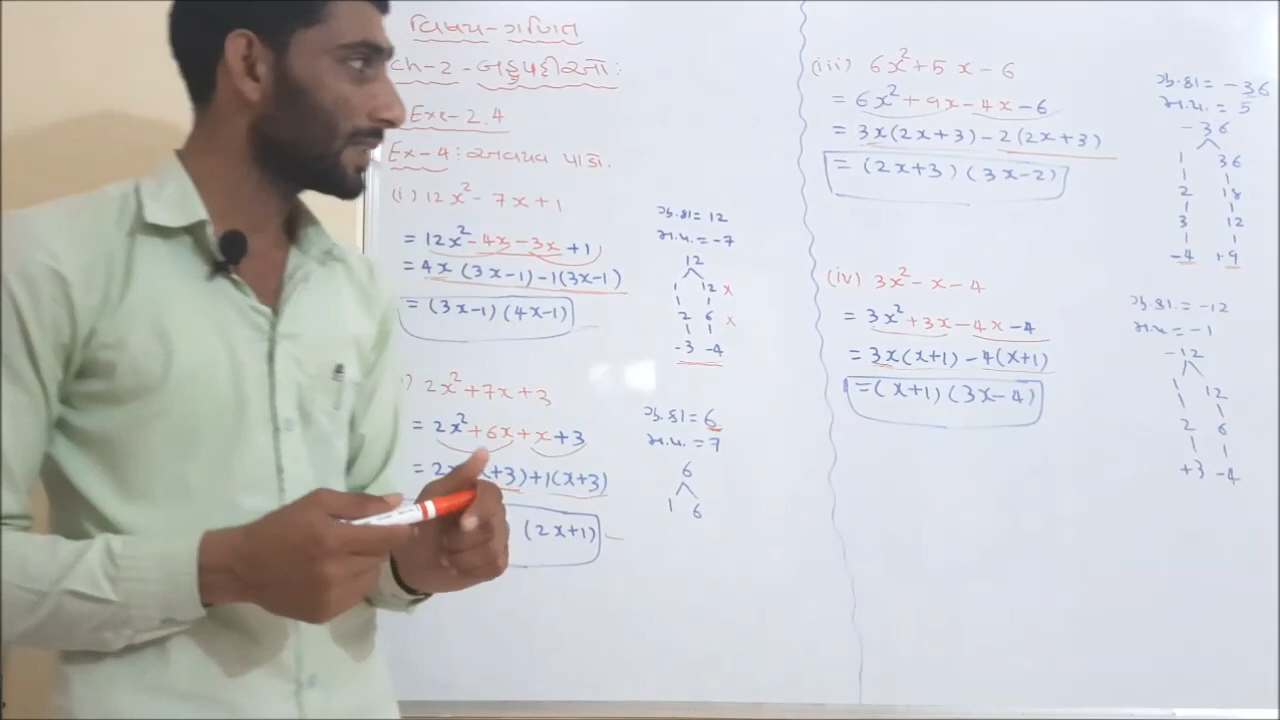 વિષય-ગણિત
Ch-2-બહુપદીઓ:
Exe-2.4
Ex-4: અવયવ પાડો.
(i) 12x²-7x+1
= 12x²-4x-3x+1
= 4x (3x-1)-1(3x-1)
= (3x-1) (4x-1)
ગુ.કા= 12
મ.પ. = -7
12
1 12 x
2 6 x
-3 -4
) 2x²+7x+3
= 2x²+6x+x+3
= 2x +3)+1(x+3)
(2x+1)
ગુ.કા= 6
મ.પ. = 7
6
1 6
(iii) 6x²+5x-6
= 6x²+9x-4x-6
= 3x(2x+3)-2(2x+3)
= (2x+3) (3x-2)
ગુ.કા= -36
મ.પ. = 5
-36
1 36
2 18
3 12
-4 +9
(iv) 3x²-x-4
= 3x²+3x-4x-4
= 3x(x+1)-4(x+1)
=(x+1) (3x-4)
ગુ.કા. = -12
મ.પ = -1
-12
1 12
2 6
+3 -4